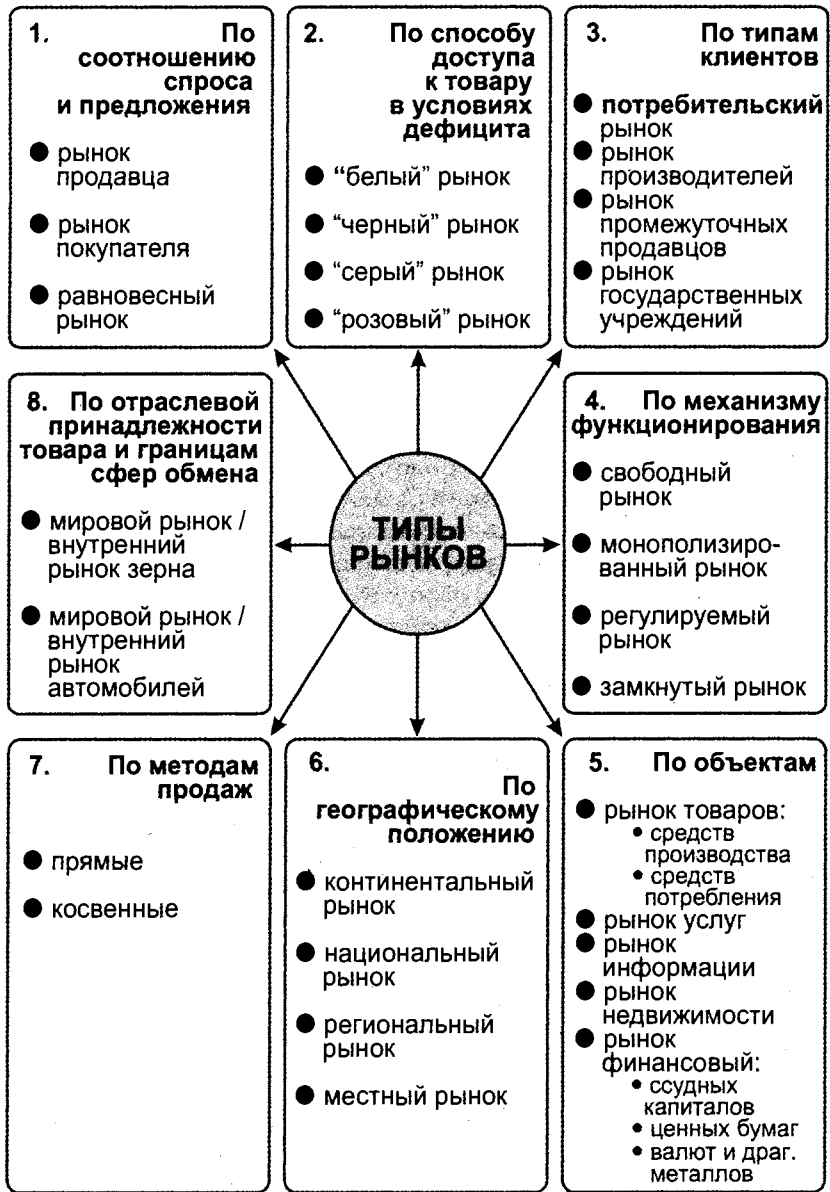 1. По
соотношению
спроса
и предложения
● рынок
продавца
● рынок
покупателя
● равновесный
рынок
2. По способу
доступа
к товару
в условиях
дефицита
● “белый” рынок
● “черный” рынок
● “серый” рынок
● “розовый” рынок
3. По типам
клиентов
● потребительский
рынок
● рынок
производителей
● рынок
промежуточных
продавцов
● рынок
государственных
учреждений
8. По отраслевой
принадлежности
товара и границам
сфер обмена
● мировой рынок /
внутренний
рынок зерна
● мировой рынок /
внутренний
рынок
автомобилей
ТИПЫ
РЫНКОВ
4. По механизму
функционирования
● свободный
рынок
● монополизиро-
ванный рынок
● регулируемый
рынок
● замкнутый рынок
7. По методам
продаж
● прямые
● косвенные
6.
По
географическому
положению
● континентальный
рынок
● национальный
рынок
● региональный
рынок
● местный рынок
5. По объектам
● рынок товаров:
• средств
производства
• средств
потребления
● рынок услуг
● рынок
информации
● рынок
недвижимости
● рынок
финансовый:
• ссудных
капиталов
• ценных бумаг
• валют и драг.
металлов